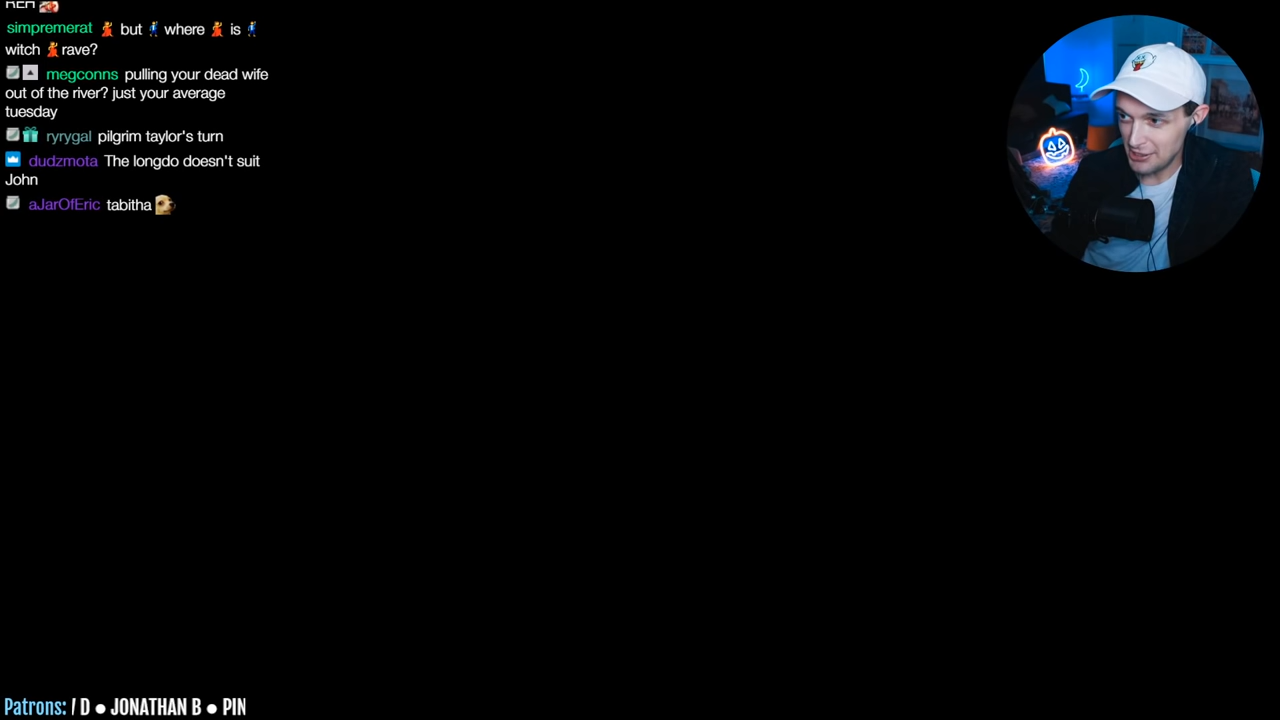 simpremerat but where is
witch rave?
megconns pulling your dead wife
out of the river? just your average
tuesday
ryrygal pilgrim taylor's turn
dudzmota The longdo doesn't suit
John
aJarOfEric tabitha
Patrons: D ● JONATHAN B ● PIN